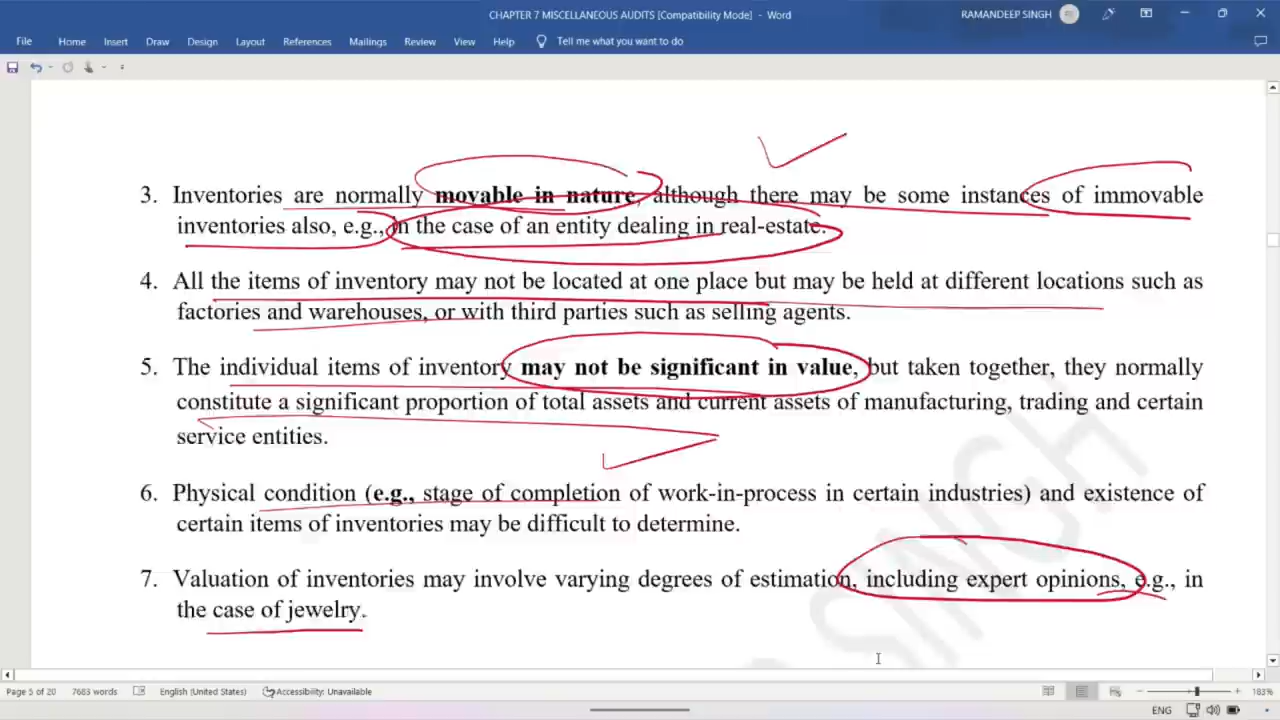 CHAPTER 7 MISCELLANEOUS AUDITS [Compatibility Mode] - Word
RAMANDEEP SINGH
File Home Insert Draw Design Layout References Mailings Review View Help Tell me what you want to do
3. Inventories are normally movable in nature, although there may be some instances of immovable
inventories also, e.g., in the case of an entity dealing in real-estate.
4. All the items of inventory may not be located at one place but may be held at different locations such as
factories and warehouses, or with third parties such as selling agents.
5. The individual items of inventory may not be significant in value, but taken together, they normally
constitute a significant proportion of total assets and current assets of manufacturing, trading and certain
service entities.
6. Physical condition (e.g., stage of completion of work-in-process in certain industries) and existence of
certain items of inventories may be difficult to determine.
7. Valuation of inventories may involve varying degrees of estimation, including expert opinions, e.g., in
the case of jewelry.
SINGH
Page 5 of 20 7683 words English (United States) Accessibility: Unavailable 183%
ENG